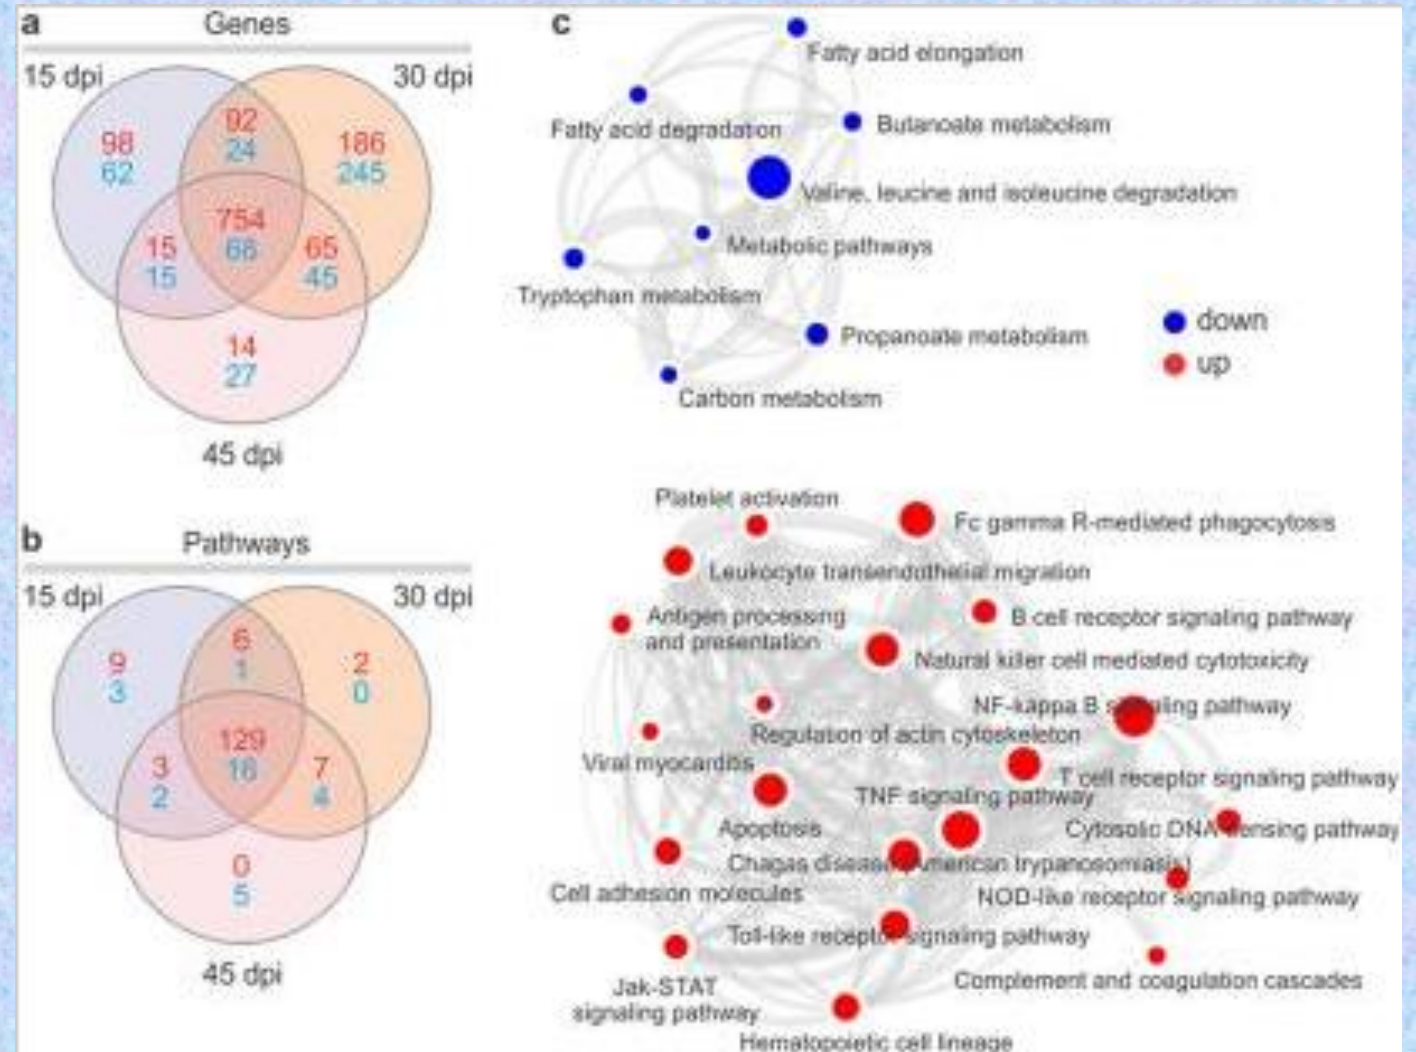 a
Genes
15 dpi
30 dpi
98
62
92
24
186
245
754
66
15
15
65
45
14
27
45 dpi
b
Pathways
15 dpi
30 dpi
9
3
6
1
2
0
129
16
3
2
7
4
0
5
45 dpi
c
Fatty acid elongation
Fatty acid degradation
Butanoate metabolism
Valine, leucine and isoleucine degradation
Metabolic pathways
Tryptophan metabolism
Propanoate metabolism
Carbon metabolism
down
up
Platelet activation
Fc gamma R-mediated phagocytosis
Leukocyte transendothelial migration
Antigen processing
and presentation
B cell receptor signaling pathway
Natural killer cell mediated cytotoxicity
NF-kappa B signaling pathway
Regulation of actin cytoskeleton
Viral myocarditis
T cell receptor signaling pathway
TNF signaling pathway
Apoptosis
Cytosolic DNA-sensing pathway
Chagas disease (American trypanosomiasis)
Cell adhesion molecules
NOD-like receptor signaling pathway
Toll-like receptor signaling pathway
Complement and coagulation cascades
Jak-STAT
signaling pathway
Hematopoietic cell lineage